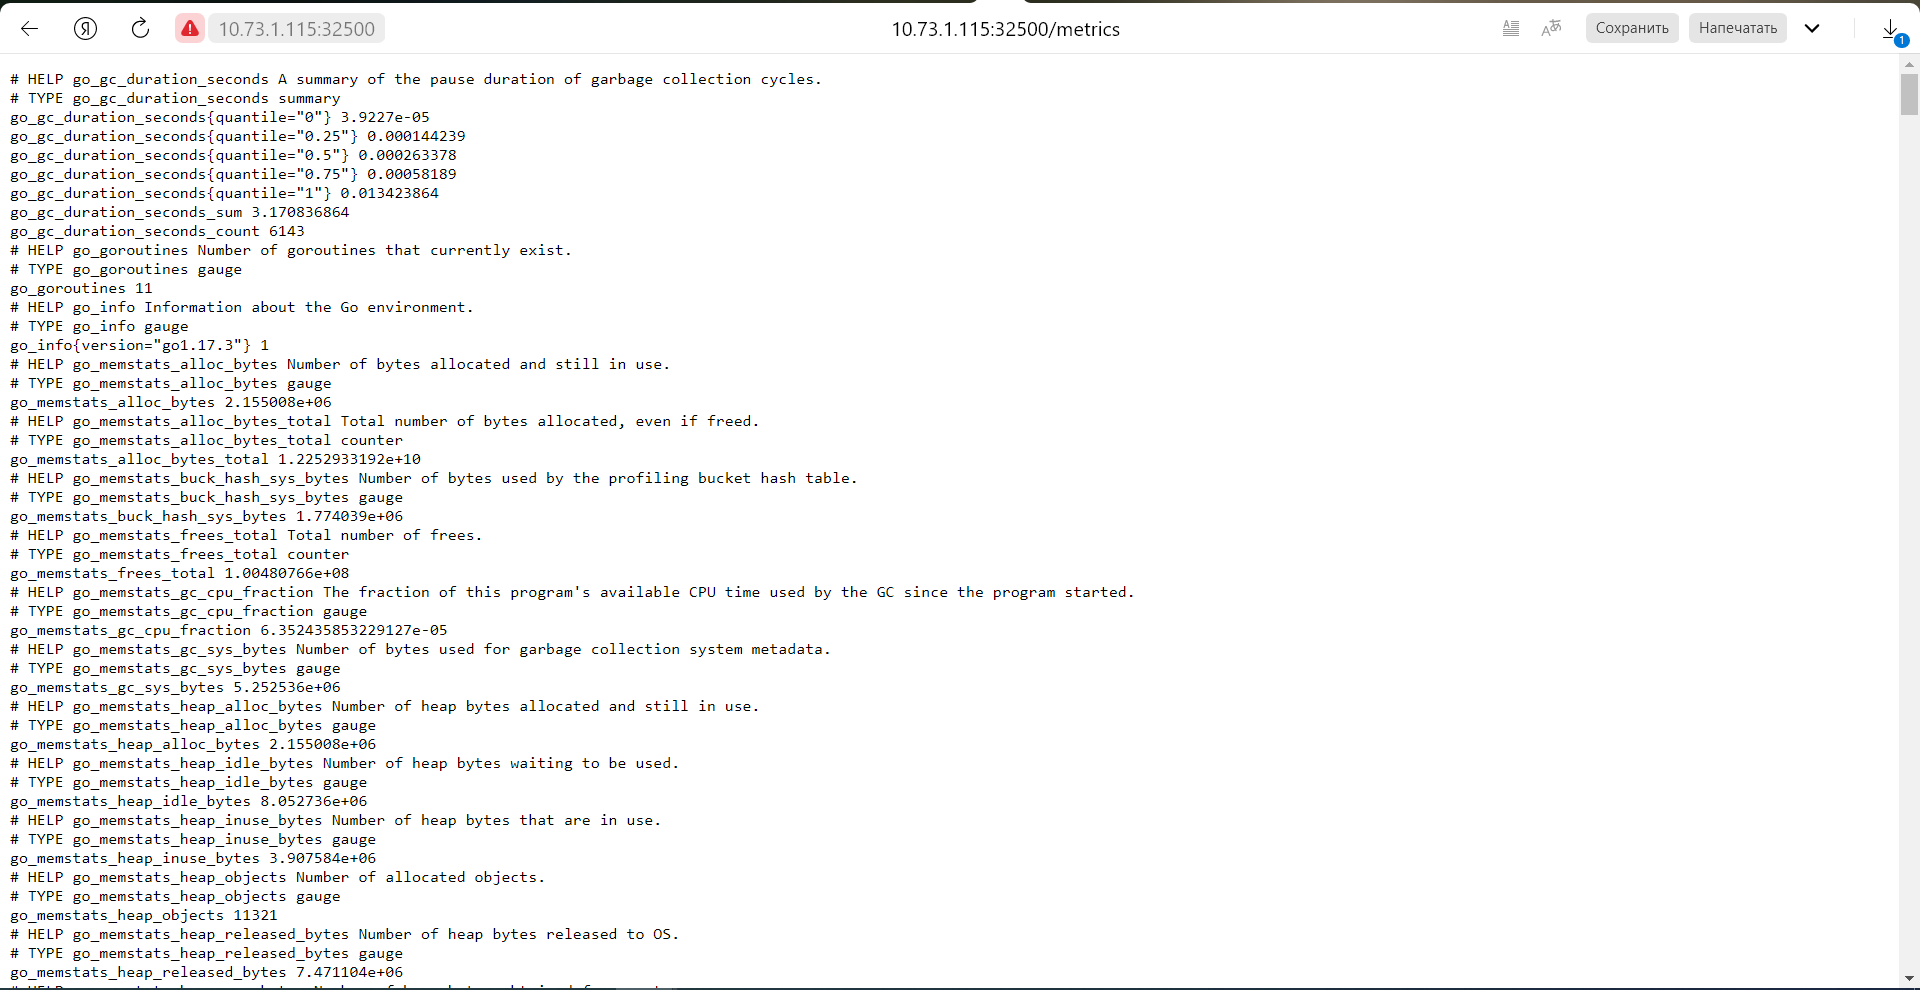 Я 10.73.1.115:32500 10.73.1.115:32500/metrics Сохранить Напечатать 1
# HELP go_gc_duration_seconds A summary of the pause duration of garbage collection cycles.
# TYPE go_gc_duration_seconds summary
go_gc_duration_seconds{quantile="0"} 3.9227e-05
go_gc_duration_seconds{quantile="0.25"} 0.000144239
go_gc_duration_seconds{quantile="0.5"} 0.000263378
go_gc_duration_seconds{quantile="0.75"} 0.00058189
go_gc_duration_seconds{quantile="1"} 0.013423864
go_gc_duration_seconds_sum 3.170836864
go_gc_duration_seconds_count 6143
# HELP go_goroutines Number of goroutines that currently exist.
# TYPE go_goroutines gauge
go_goroutines 11
# HELP go_info Information about the Go environment.
# TYPE go_info gauge
go_info{version="go1.17.3"} 1
# HELP go_memstats_alloc_bytes Number of bytes allocated and still in use.
# TYPE go_memstats_alloc_bytes gauge
go_memstats_alloc_bytes 2.155008e+06
# HELP go_memstats_alloc_bytes_total Total number of bytes allocated, even if freed.
# TYPE go_memstats_alloc_bytes_total counter
go_memstats_alloc_bytes_total 1.2252933192e+10
# HELP go_memstats_buck_hash_sys_bytes Number of bytes used by the profiling bucket hash table.
# TYPE go_memstats_buck_hash_sys_bytes gauge
go_memstats_buck_hash_sys_bytes 1.774039e+06
# HELP go_memstats_frees_total Total number of frees.
# TYPE go_memstats_frees_total counter
go_memstats_frees_total 1.00480766e+08
# HELP go_memstats_gc_cpu_fraction The fraction of this program's available CPU time used by the GC since the program started.
# TYPE go_memstats_gc_cpu_fraction gauge
go_memstats_gc_cpu_fraction 6.352435853229127e-05
# HELP go_memstats_gc_sys_bytes Number of bytes used for garbage collection system metadata.
# TYPE go_memstats_gc_sys_bytes gauge
go_memstats_gc_sys_bytes 5.252536e+06
# HELP go_memstats_heap_alloc_bytes Number of heap bytes allocated and still in use.
# TYPE go_memstats_heap_alloc_bytes gauge
go_memstats_heap_alloc_bytes 2.155008e+06
# HELP go_memstats_heap_idle_bytes Number of heap bytes waiting to be used.
# TYPE go_memstats_heap_idle_bytes gauge
go_memstats_heap_idle_bytes 8.052736e+06
# HELP go_memstats_heap_inuse_bytes Number of heap bytes that are in use.
# TYPE go_memstats_heap_inuse_bytes gauge
go_memstats_heap_inuse_bytes 3.907584e+06
# HELP go_memstats_heap_objects Number of allocated objects.
# TYPE go_memstats_heap_objects gauge
go_memstats_heap_objects 11321
# HELP go_memstats_heap_released_bytes Number of heap bytes released to OS.
# TYPE go_memstats_heap_released_bytes gauge
go_memstats_heap_released_bytes 7.471104e+06